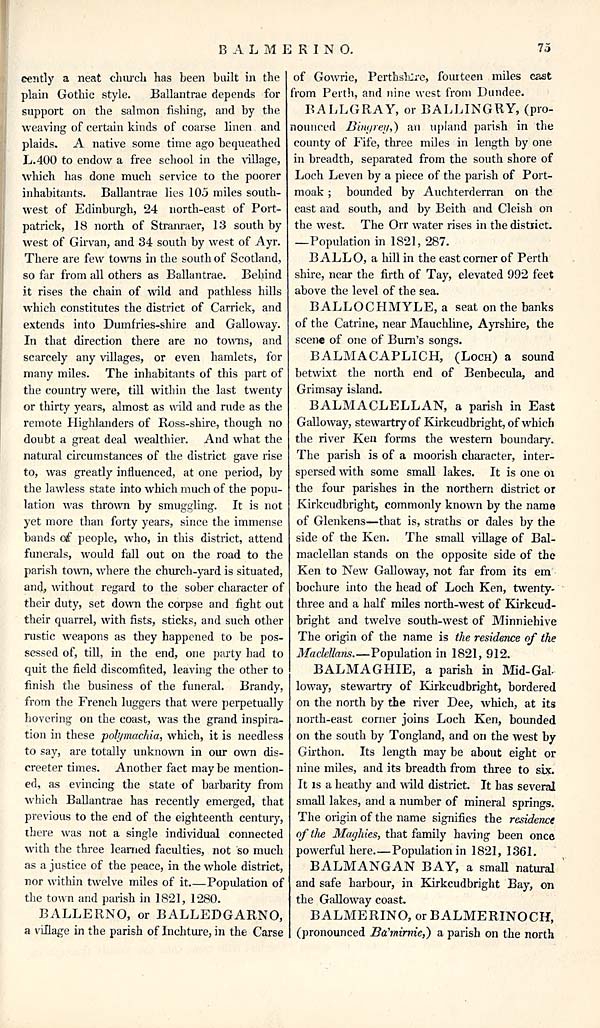 BALMERINO.
75
cently a neat church has been built in the
plain Gothic style. Ballantrae depends for
support on the salmon fishing, and by the
weaving of certain kinds of coarse linen and
plaids. A native some time ago bequeathed
L.400 to endow a free school in the village,
which has done much service to the poorer
inhabitants. Ballantrae lies 105 miles south-
west of Edinburgh, 24 north-east of Port-
patrick, 18 north of Stranraer, 13 south by
west of Girvan, and 34 south by west of Ayr.
There are few towns in the south of Scotland,
so far from all others as Ballantrae. Behind
it rises the chain of wild and pathless hills
which constitutes the district of Carrick, and
extends into Dumfries-shire and Galloway.
In that direction there are no towns, and
scarcely any villages, or even hamlets, for
many miles. The inhabitants of this part of
the country were, till within the last twenty
or thirty years, almost as wild and rude as the
remote Highlanders of Ross-shire, though no
doubt a great deal wealthier. And what the
natural circumstances of the district gave rise
to, was greatly influenced, at one period, by
the lawless state into which much of the popu-
lation was thrown by smuggling. It is not
yet more than forty years, since the immense
bands of people, who, in this district, attend
funerals, would fall out on the road to the
parish town, where the church-yard is situated,
and, without regard to the sober character of
their duty, set down the corpse and fight out
their quarrel, with fists, sticks, and such other
rustic weapons as they happened to be pos-
sessed of, till, in the end, one party had to
quit the field discomfited, leaving the other to
finish the business of the funeral. Brandy,
from the French luggers that were perpetually
hovering on the coast, was the grand inspira-
tion in these polymachia, which, it is needless
to say, are totally unknown in our own dis-
creeter times. Another fact may be mention-
ed, as evincing the state of barbarity from
which Ballantrae has recently emerged, that
previous to the end of the eighteenth century,
there was not a single individual connected
with the three learned faculties, not so much
as a justice of the peace, in the whole district,
nor within twelve miles of it.—Population of
the town and parish in 1821, 1280.
BALLERNO, or BALLEDGARNO,
a village in the parish of Inchture, in the Carse
of Gowrie, Perthshire, fourteen miles east
from Perth, and nine west from Dundee.
BALLGRAY, or BALLINGRY, (pro-
nounced Bingrey,) an upland parish in the
county of Fife, three miles in length by one
in breadth, separated from the south shore of
Loch Leven by a piece of the parish of Port-
moak; bounded by Auchterderran on the
east and south, and by Beith and Cleish on
the west. The Orr water rises in the district.
—Population in 1821, 287.
BALLO, a hill in the east corner of Perth
shire, near the firth of Tay, elevated 992 feet
above the level of the sea.
BALLOCHMYLE, a seat on the banks
of the Catrine, near Mauchline, Ayrshire, the
scene of one of Burn's songs.
BALMACAPLICH, (LOCH) a sound
betwixt the north end of Benbecula, and
Grimsay island.
BALMACLELLAN, a parish in East
Galloway, stewartry of Kirkcudbright, of which
the river Ken forms the western boundary.
The parish is of a moorish character, inter-
spersed with some small lakes. It is one or
the four parishes in the northern district or
Kirkcudbright, commonly known by the name
of Glenkens—that is, straths or dales by the
side of the Ken. The small village of Bal-
maclellan stands on the opposite side of the
Ken to New Galloway, not far from its em
bochure into the head of Loch Ken, twenty-
three and a half miles north-west of Kirkcud-
bright and twelve south-west of Minniehive
The origin of the name is the residence of the
Maclellans.—Population in 1821, 912.
BALMAGHIE, a parish in Mid-Gal-
loway, stewartry of Kirkcudbright, bordered
on the north by the river Dee, which, at its
north-east corner joins Loch Ken, bounded
on the south by Tongland, and on the west by
Girthon. Its length may be about eight or
nine miles, and its breadth from three to six.
It is a heathy and wild district. It has several
small lakes, and a number of mineral springs.
The origin of the name signifies the residence
of the Maghies, that family having been once
powerful here.—Population in 1821, 1361.
BALMANGAN BAY, a small natural
and safe harbour, in Kirkcudbright Bay, on
the Galloway coast.
BALMERINO, or BALMERINOCH,
(pronounced Ba'mirnie,) a parish on the north